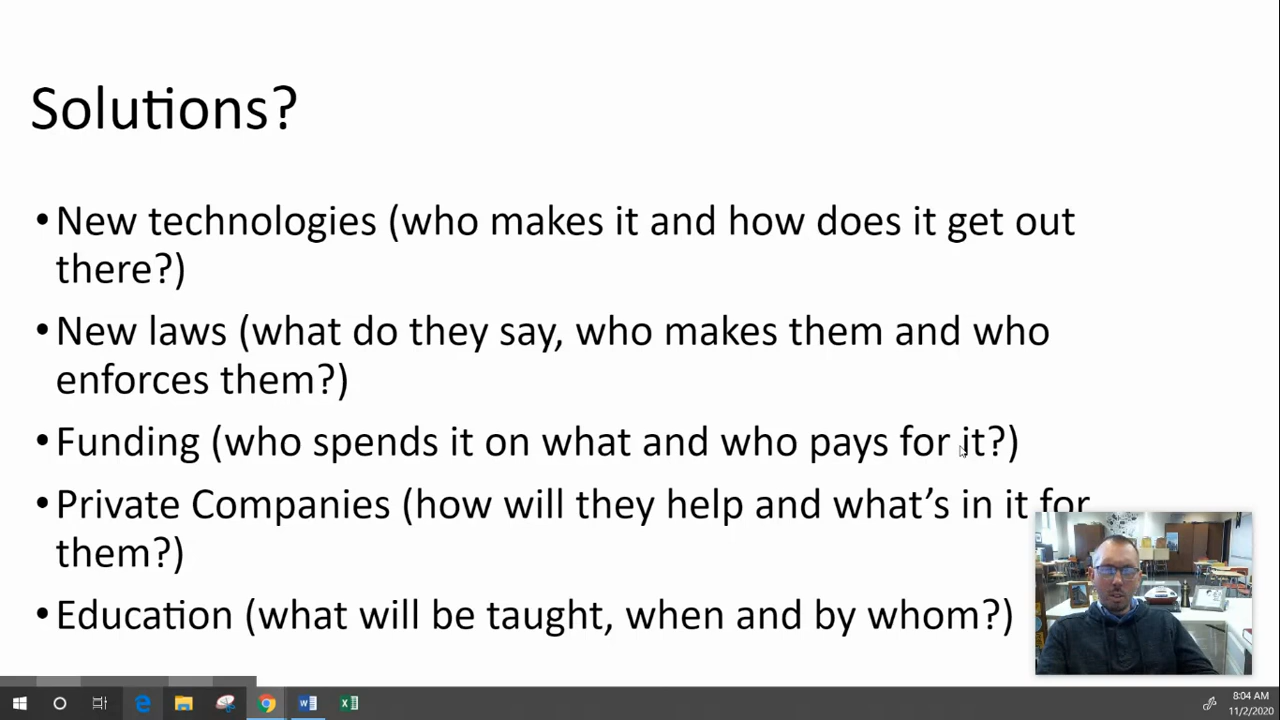 Solutions?
•New technologies (who makes it and how does it get out
there?)
•New laws (what do they say, who makes them and who
enforces them?)
•Funding (who spends it on what and who pays for it?)
•Private Companies (how will they help and what’s in it for
them?)
•Education (what will be taught, when and by whom?)
8:04 AM
11/2/2020